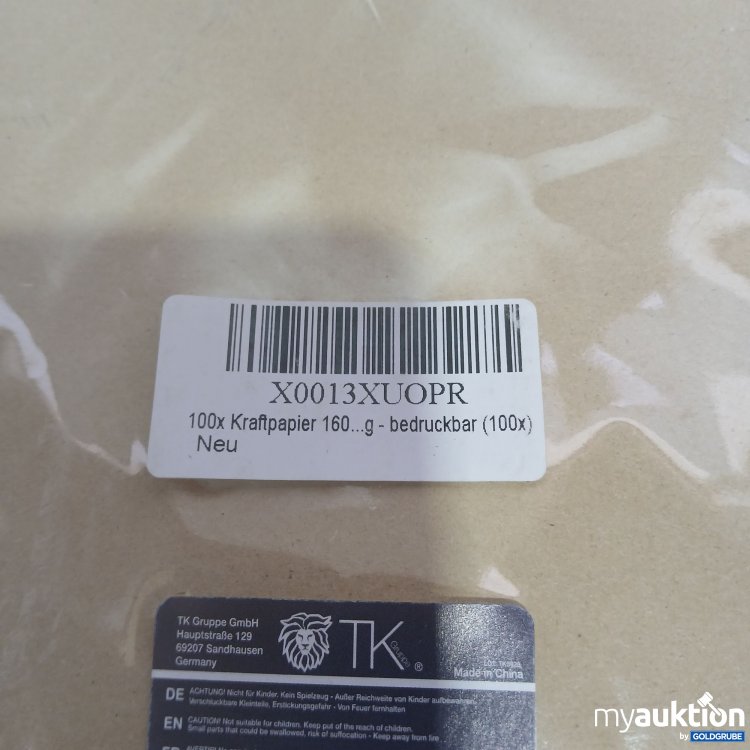 X0013XUOPR
100x Kraftpapier 160...g - bedruckbar (100x)
Neu
TK Gruppe GmbH
Hauptstraße 129
69207 Sandhausen
Germany
TK Gruppe ®
Made in China
DE ACHTUNG! Nicht für Kinder. Kein Spielzeug - Außer Reichweite von Kinder aufbewahren.
Verschluckbare Kleinteile, Erstickungsgefahr - Von Feuer fernhalten
EN CAUTION! Not suitable for children. Keep out of the reach of children.
Small parts that could be swallowed, risk of suffocation - Keep away from fire
myauktion
by GOLDGRUBE